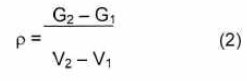 G₂ – G₁
ρ = (2)
V₂ – V₁